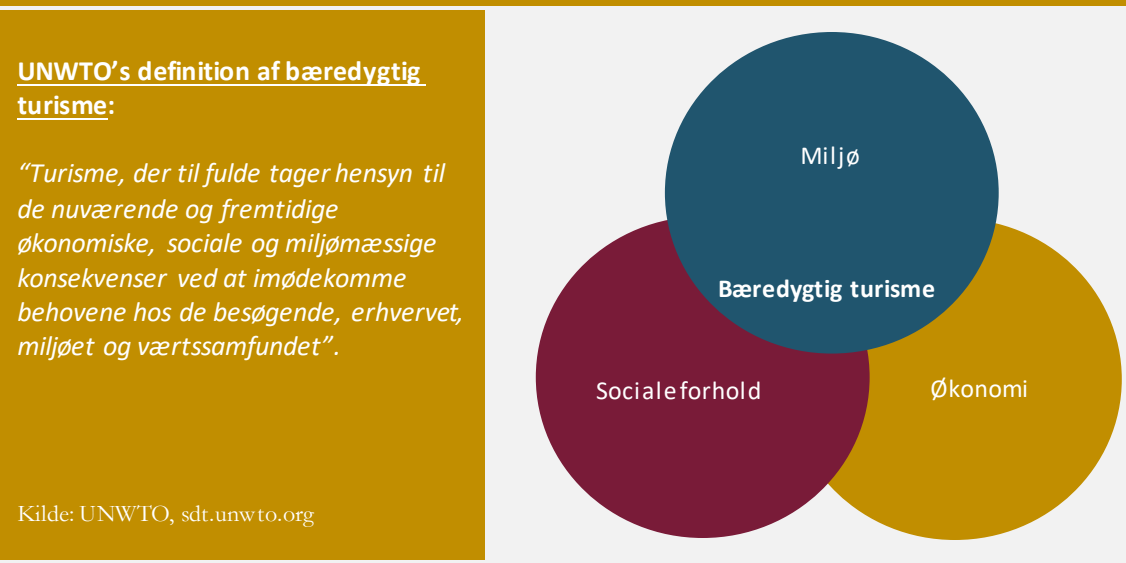 UNWTO’s definition af bæredygtig
turisme:
“Turisme, der til fulde tager hensyn til
de nuværende og fremtidige
økonomiske, sociale og miljømæssige
konsekvenser ved at imødekomme
behovene hos de besøgende, erhvervet,
miljøet og værtssamfundet”.
Kilde: UNWTO, sdt.unwto.org
Miljø
Bæredygtig turisme
Sociale forhold
Økonomi